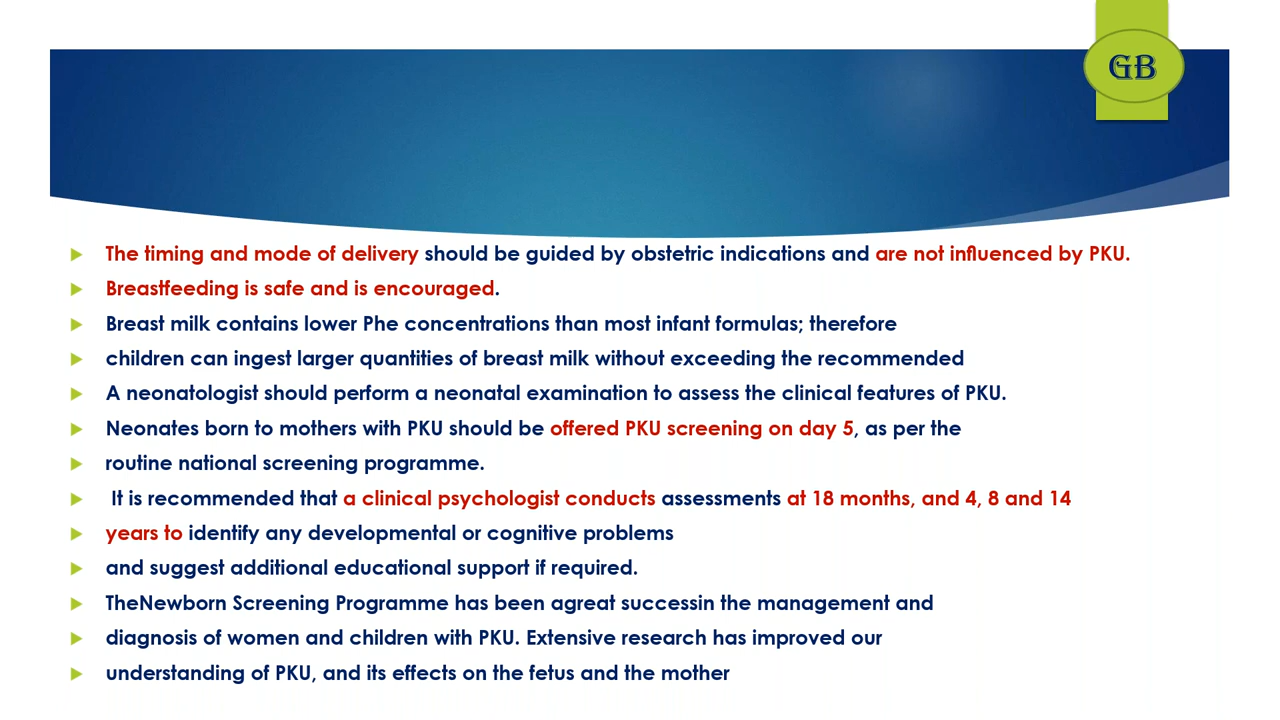 GB
The timing and mode of delivery should be guided by obstetric indications and are not influenced by PKU.
Breastfeeding is safe and is encouraged.
Breast milk contains lower Phe concentrations than most infant formulas; therefore
children can ingest larger quantities of breast milk without exceeding the recommended
A neonatologist should perform a neonatal examination to assess the clinical features of PKU.
Neonates born to mothers with PKU should be offered PKU screening on day 5, as per the
routine national screening programme.
It is recommended that a clinical psychologist conducts assessments at 18 months, and 4, 8 and 14
years to identify any developmental or cognitive problems
and suggest additional educational support if required.
TheNewborn Screening Programme has been agreat successin the management and
diagnosis of women and children with PKU. Extensive research has improved our
understanding of PKU, and its effects on the fetus and the mother